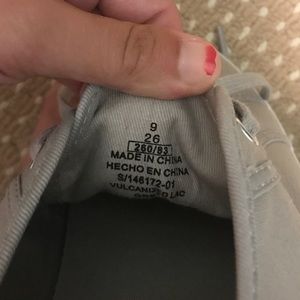 9
26
260/83
MADE IN CHINA
HECHO EN CHINA
S/146172-01